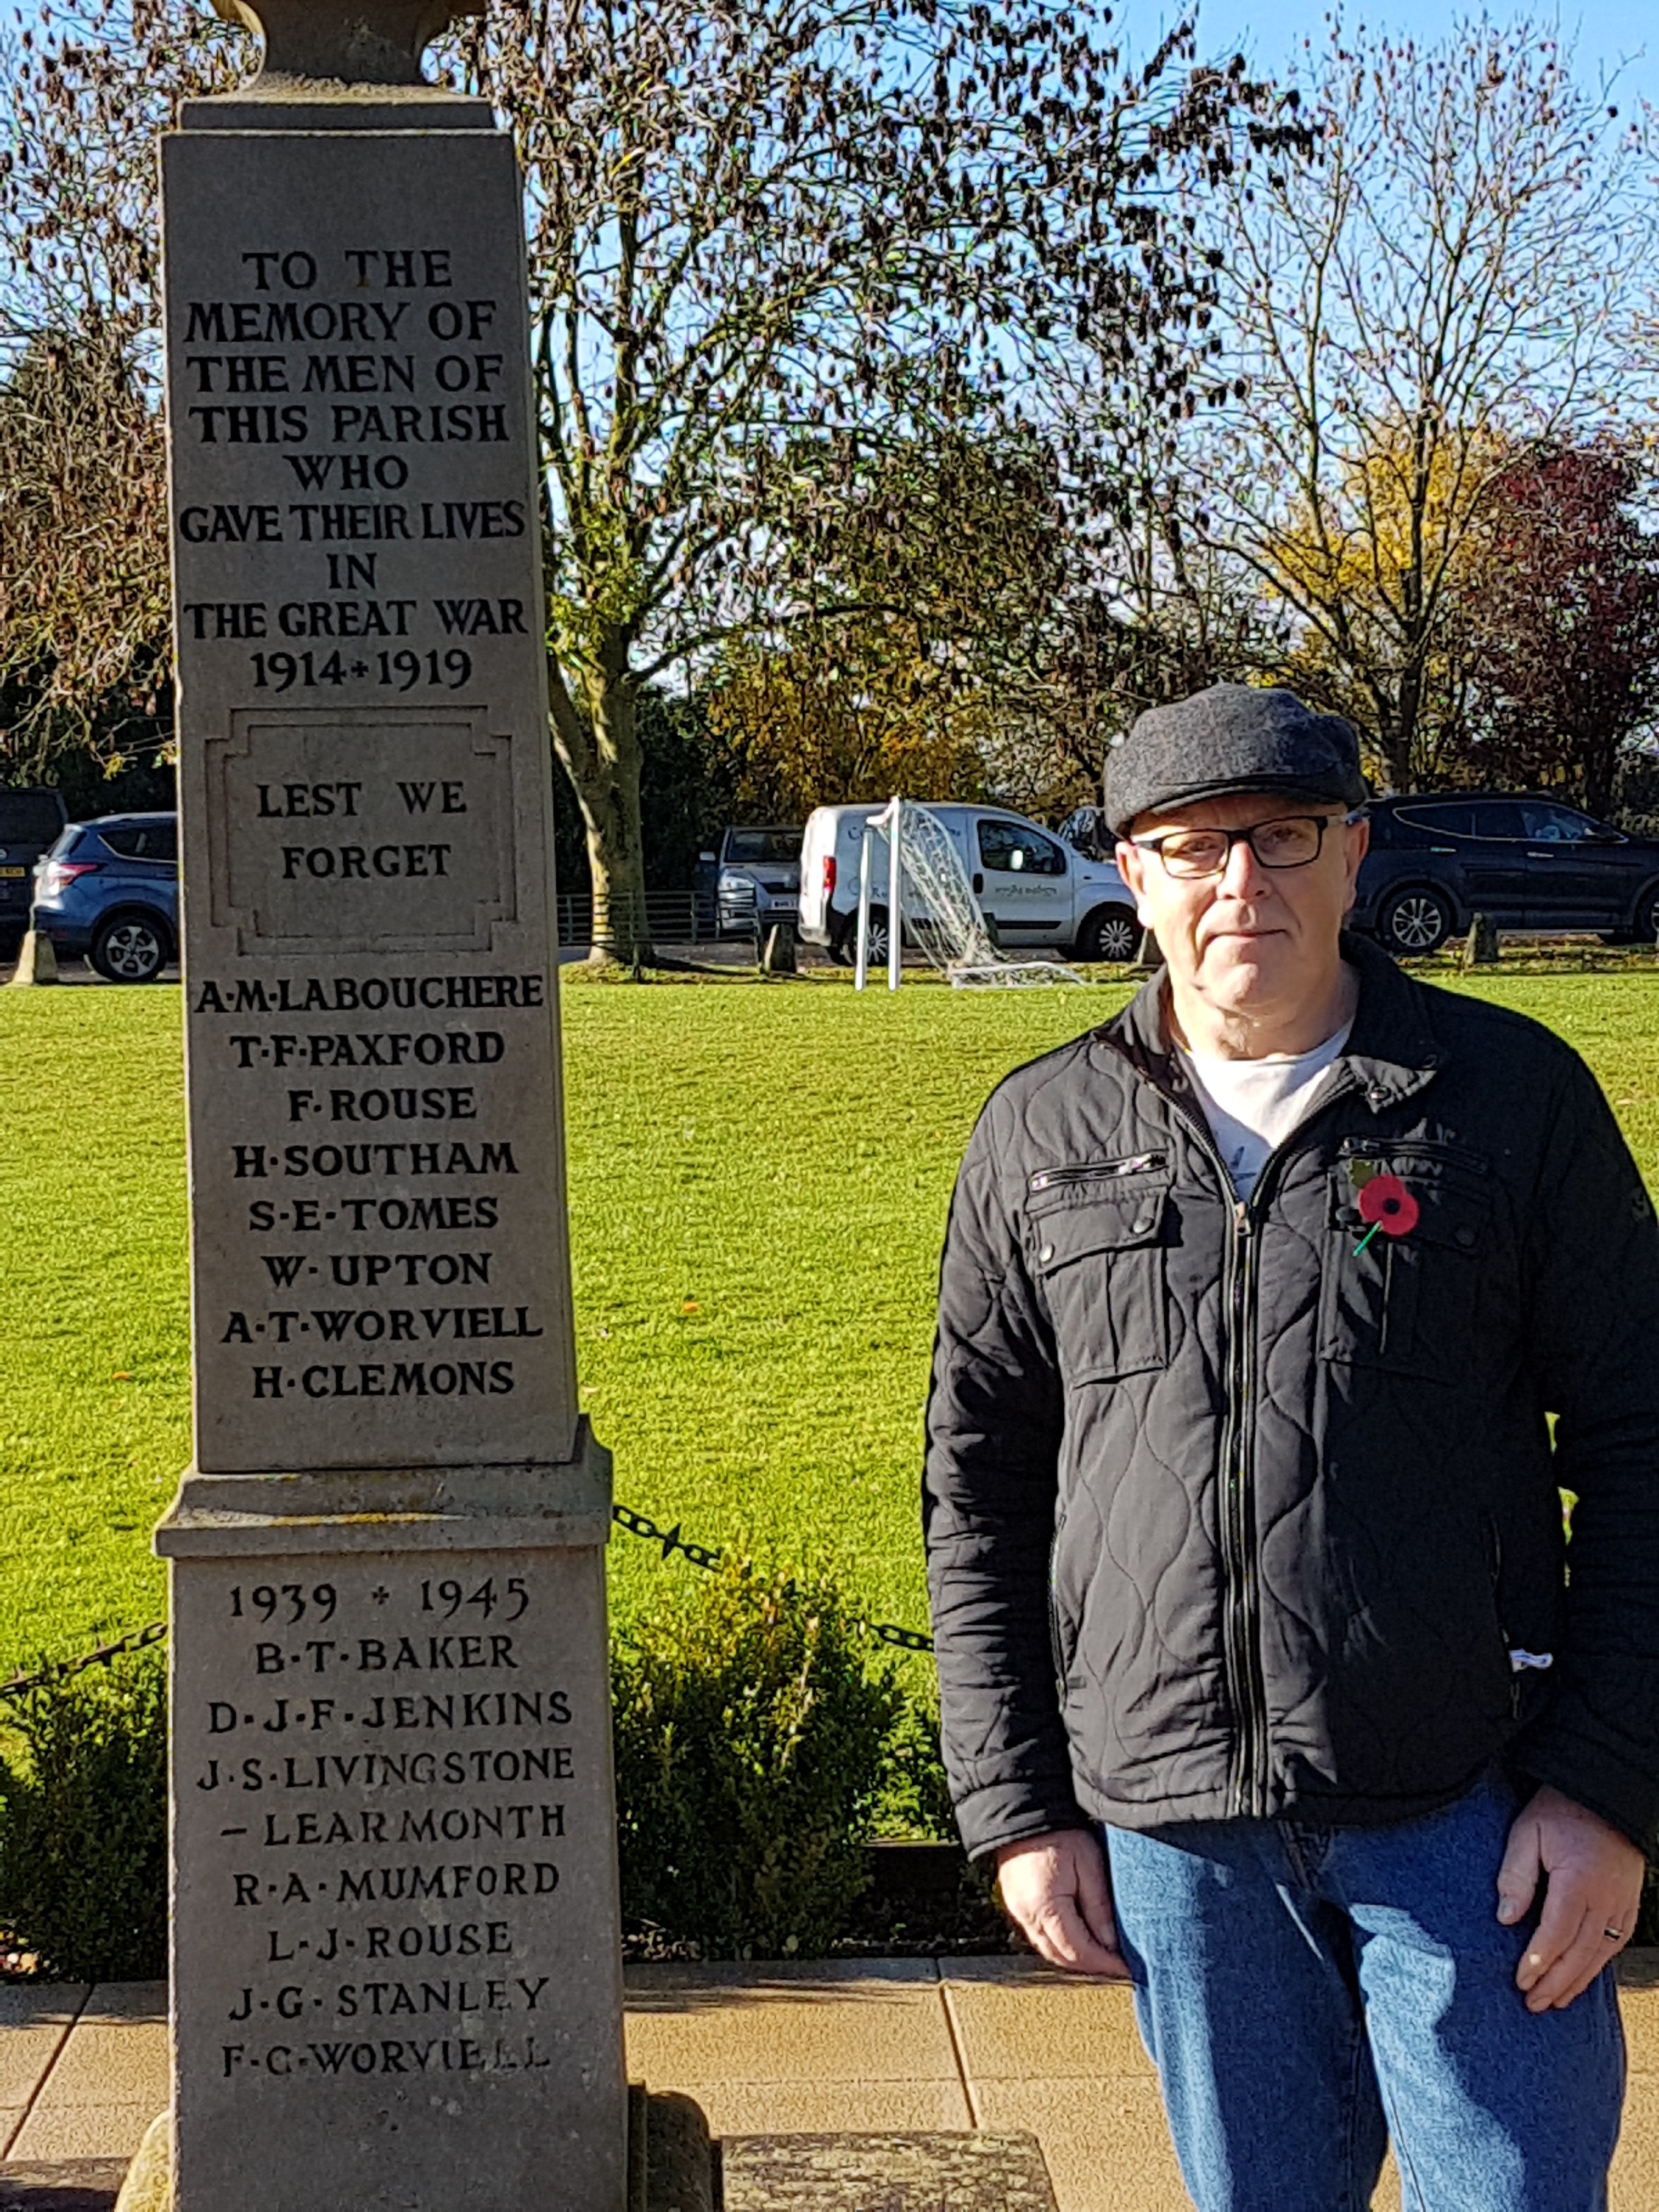 TO THE
MEMORY OF
THE MEN OF
THIS PARISH
WHO
GAVE THEIR LIVES
IN
THE GREAT WAR
1914+1919
LEST WE
FORGET
A·M·LABOUCHERE
T·F·PAXFORD
F·ROUSE
H·SOUTHAM
S·E·TOMES
W·UPTON
A·T·WORVIELL
H·CLEMONS
1939 + 1945
B·T·BAKER
D·J·F·JENKINS
J·S·LIVINGSTONE
– LEARMONTH
R·A·MUMFORD
L·J·ROUSE
J·G·STANLEY
F·C·WORVIELL